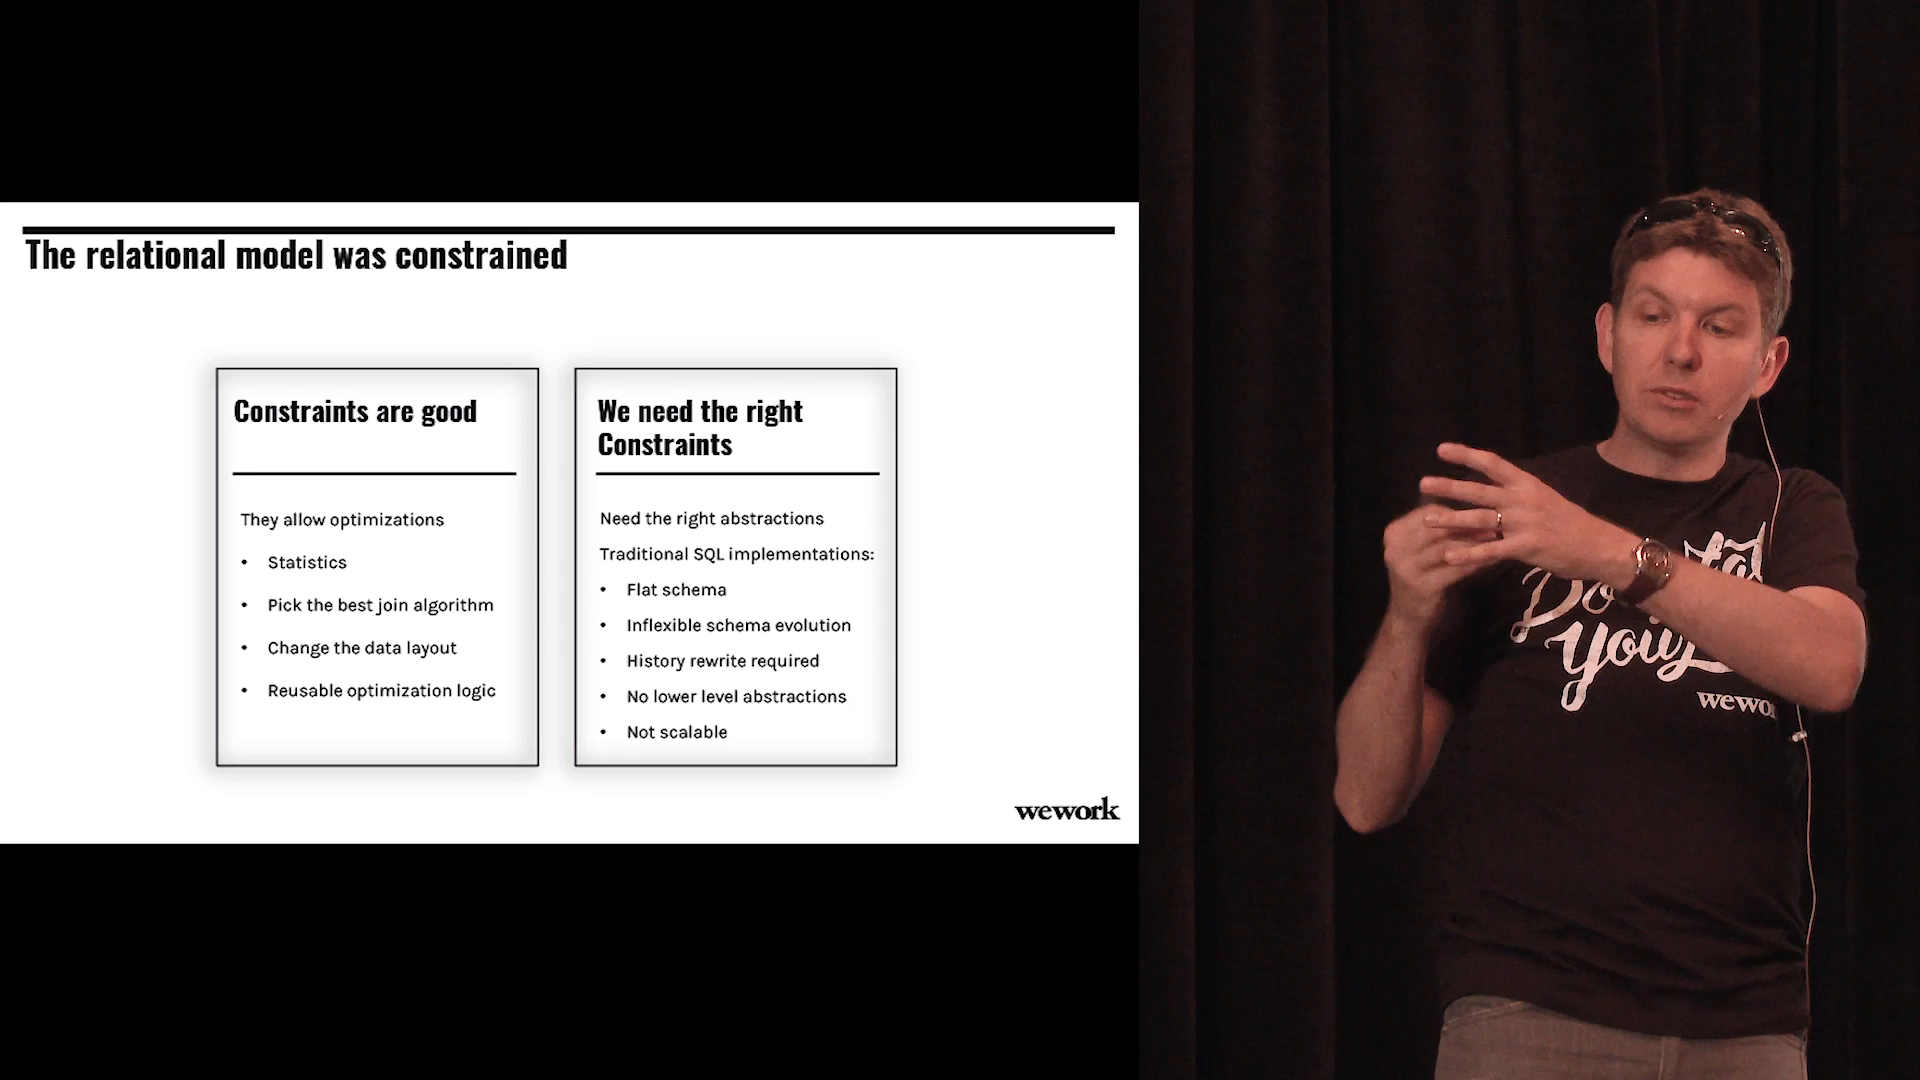 The relational model was constrained
Constraints are good
They allow optimizations
• Statistics
• Pick the best join algorithm
• Change the data layout
• Reusable optimization logic
We need the right
Constraints
Need the right abstractions
Traditional SQL implementations:
• Flat schema
• Inflexible schema evolution
• History rewrite required
• No lower level abstractions
• Not scalable
wework
You
wewor